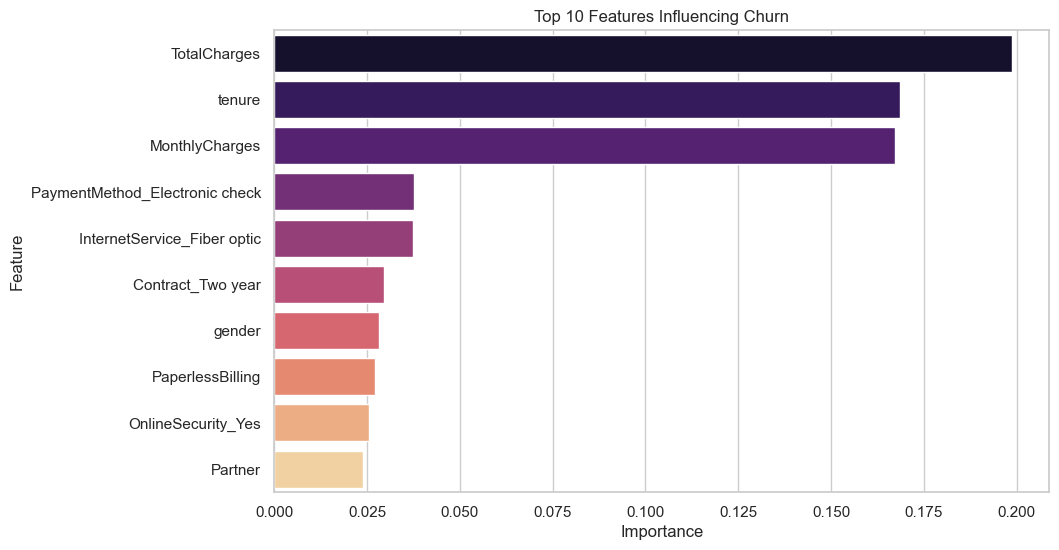 Top 10 Features Influencing Churn
Feature
TotalCharges
tenure
MonthlyCharges
PaymentMethod_Electronic check
InternetService_Fiber optic
Contract_Two year
gender
PaperlessBilling
OnlineSecurity_Yes
Partner
0.000 0.025 0.050 0.075 0.100 0.125 0.150 0.175 0.200
Importance